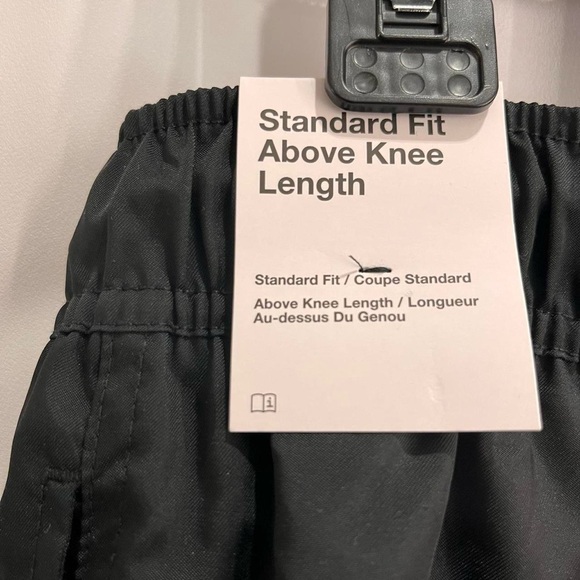 Standard Fit
Above Knee
Length
Standard Fit / Coupe Standard
Above Knee Length / Longueur
Au-dessus Du Genou